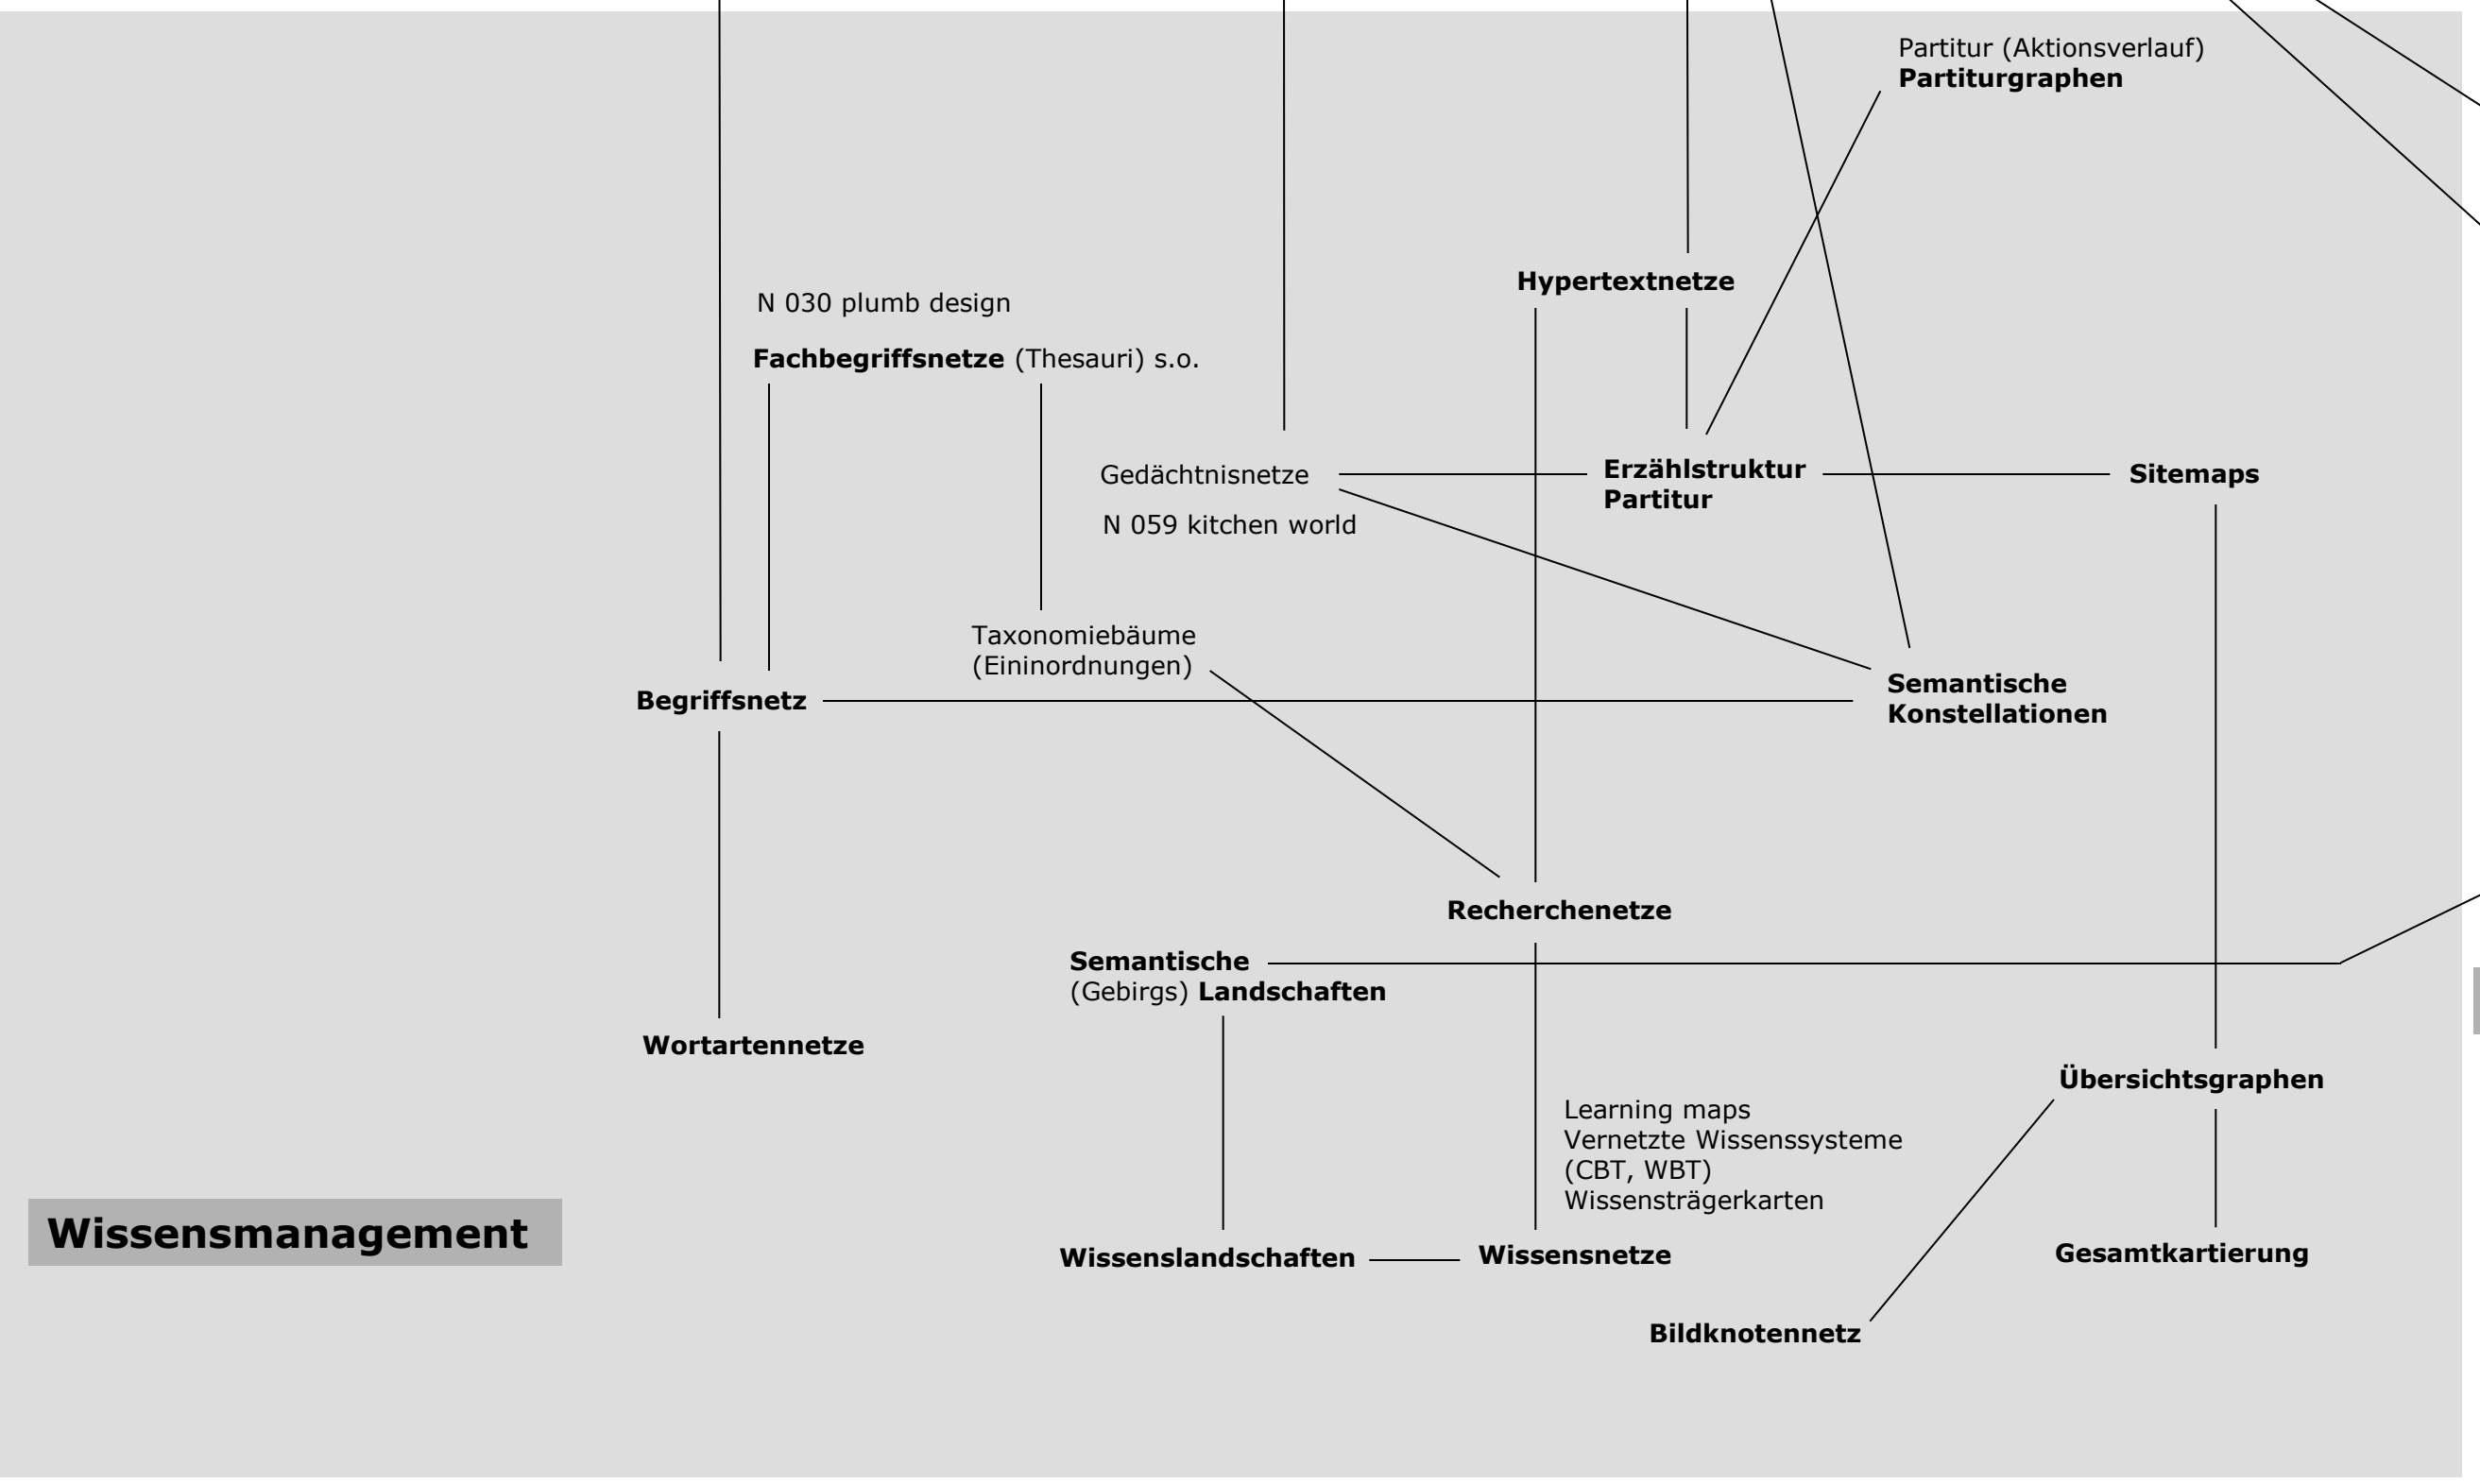 Partitur (Aktionsverlauf)
Partiturgraphen
Hypertextnetze
N 030 plumb design
Fachbegriffsnetze (Thesauri) s.o.
Gedächtnisnetze
N 059 kitchen world
Erzählstruktur
Partitur
Sitemaps
Taxonomiebäume
(Eininordnungen)
Begriffsnetz
Semantische
Konstellationen
Recherchenetze
Semantische
(Gebirgs) Landschaften
Wortartennetze
Übersichtsgraphen
Learning maps
Vernetzte Wissenssysteme
(CBT, WBT)
Wissensträgerkarten
Wissensmanagement
Wissenslandschaften
Wissensnetze
Gesamtkartierung
Bildknotennetz